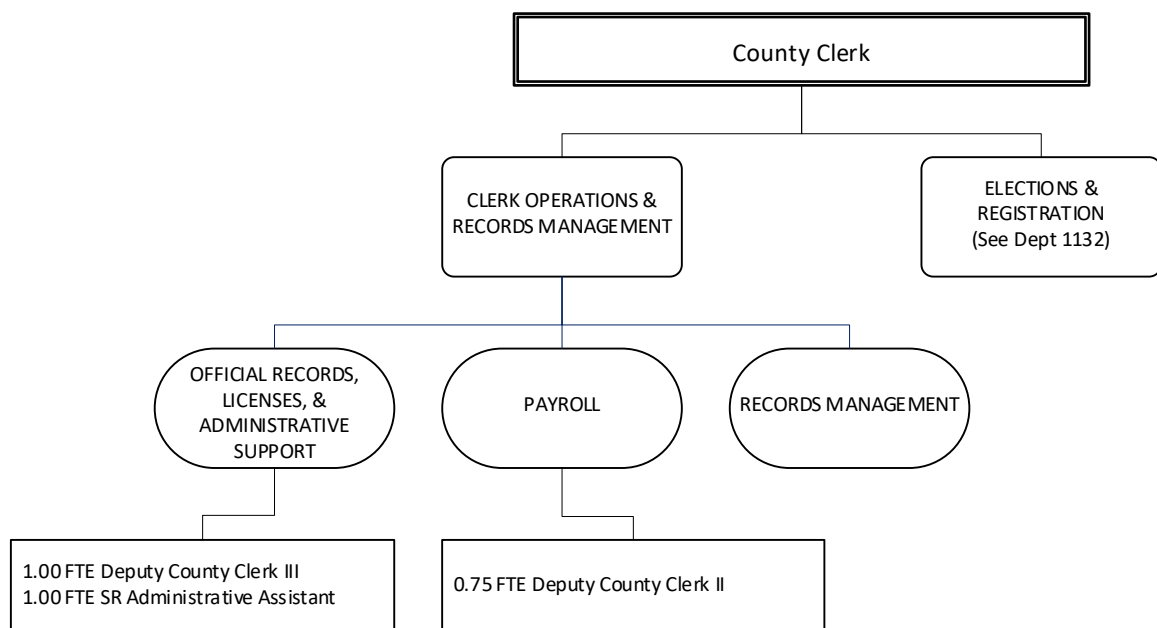 County Clerk
CLERK OPERATIONS &
RECORDS MANAGEMENT
ELECTIONS &
REGISTRATION
(See Dept 1132)
OFFICIAL RECORDS,
LICENSES, &
ADMINISTRATIVE
SUPPORT
PAYROLL
RECORDS MANAGEMENT
1.00 FTE Deputy County Clerk III
1.00 FTE SR Administrative Assistant
0.75 FTE Deputy County Clerk II